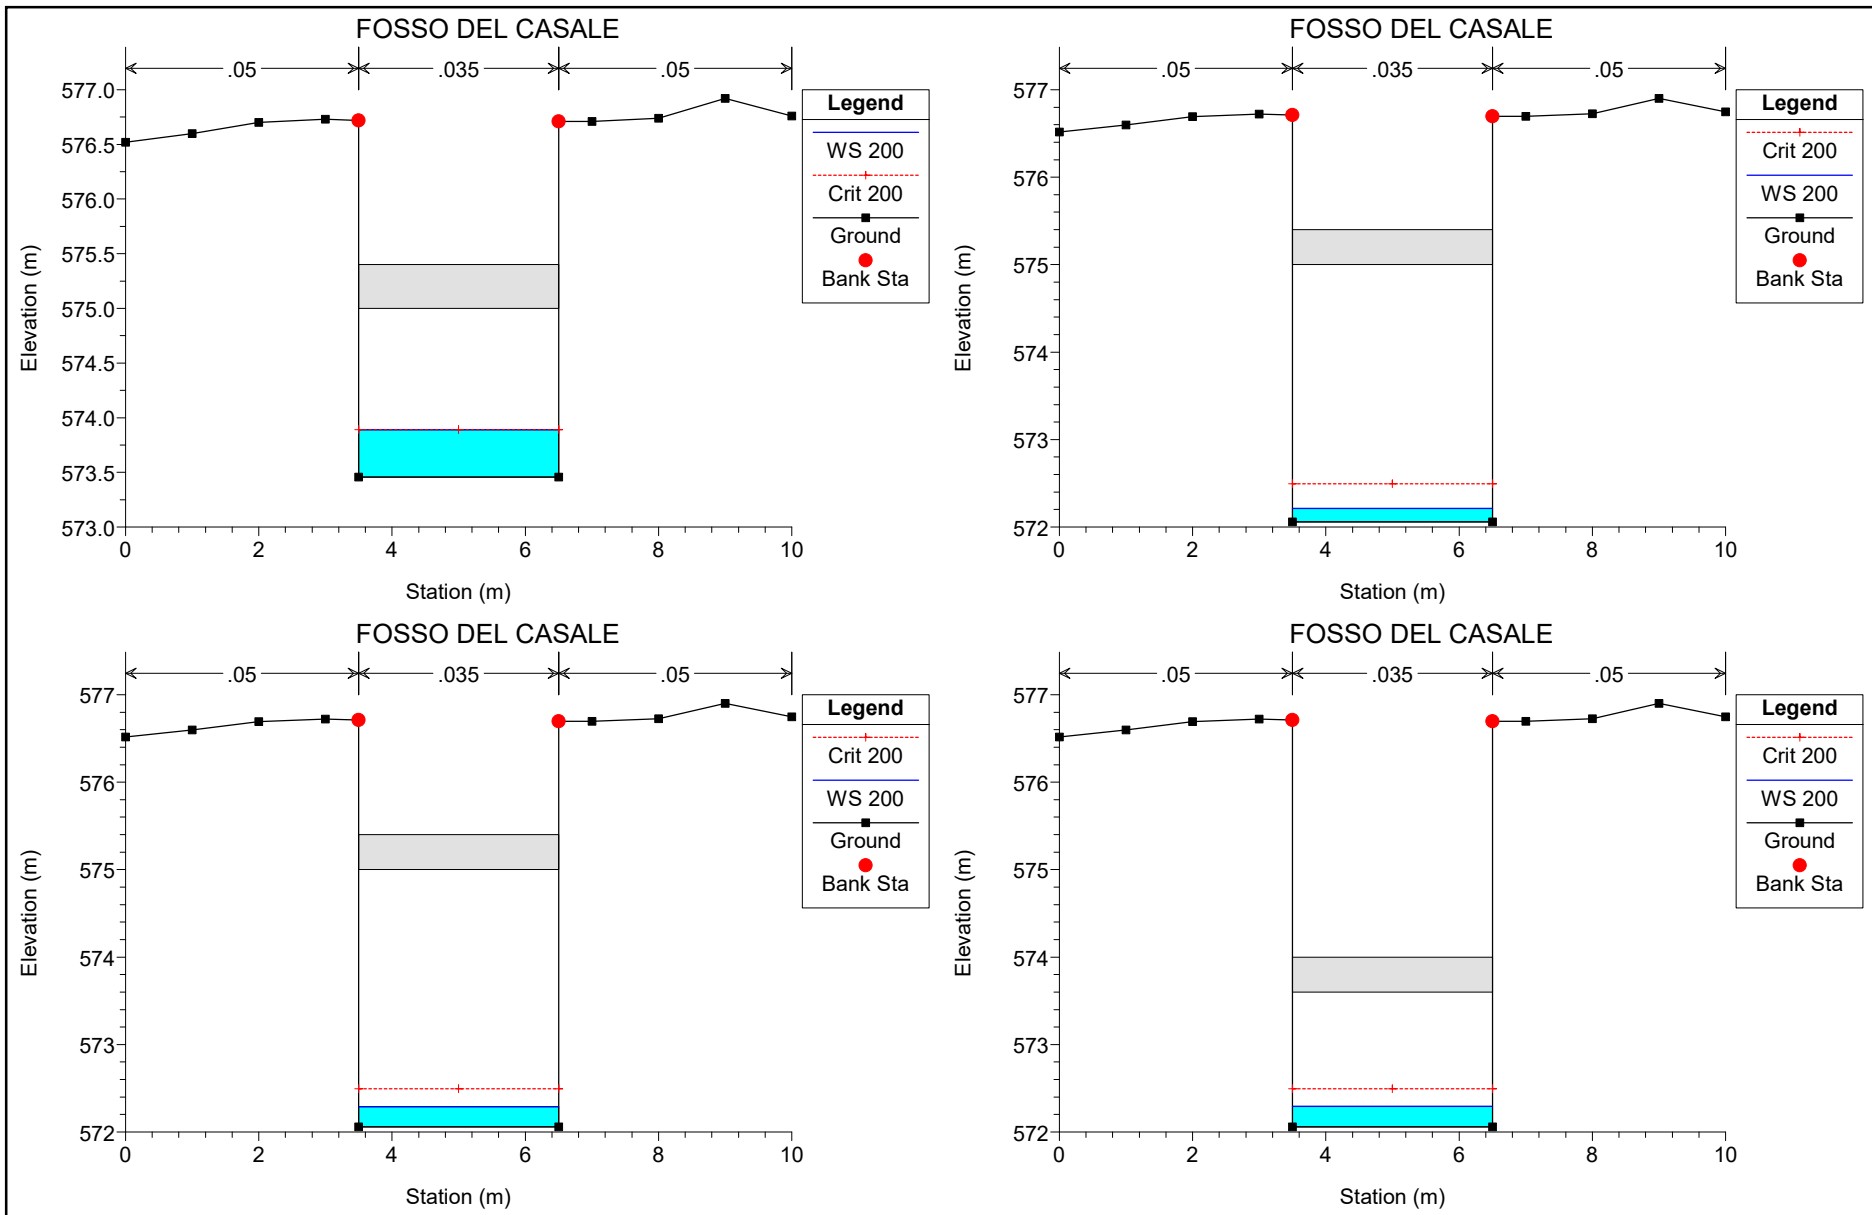 FOSSO DEL CASALE
.05 .035 .05
577.0
576.5
576.0
575.5
575.0
574.5
574.0
573.5
573.0
0 2 4 6 8 10
Station (m)
Elevation (m)
Legend
WS 200
Crit 200
Ground
Bank Sta
FOSSO DEL CASALE
.05 .035 .05
577
576
575
574
573
572
0 2 4 6 8 10
Station (m)
Elevation (m)
Legend
Crit 200
WS 200
Ground
Bank Sta
FOSSO DEL CASALE
.05 .035 .05
577
576
575
574
573
572
0 2 4 6 8 10
Station (m)
Elevation (m)
Legend
Crit 200
WS 200
Ground
Bank Sta
FOSSO DEL CASALE
.05 .035 .05
577
576
575
574
573
572
0 2 4 6 8 10
Station (m)
Elevation (m)
Legend
Crit 200
WS 200
Ground
Bank Sta